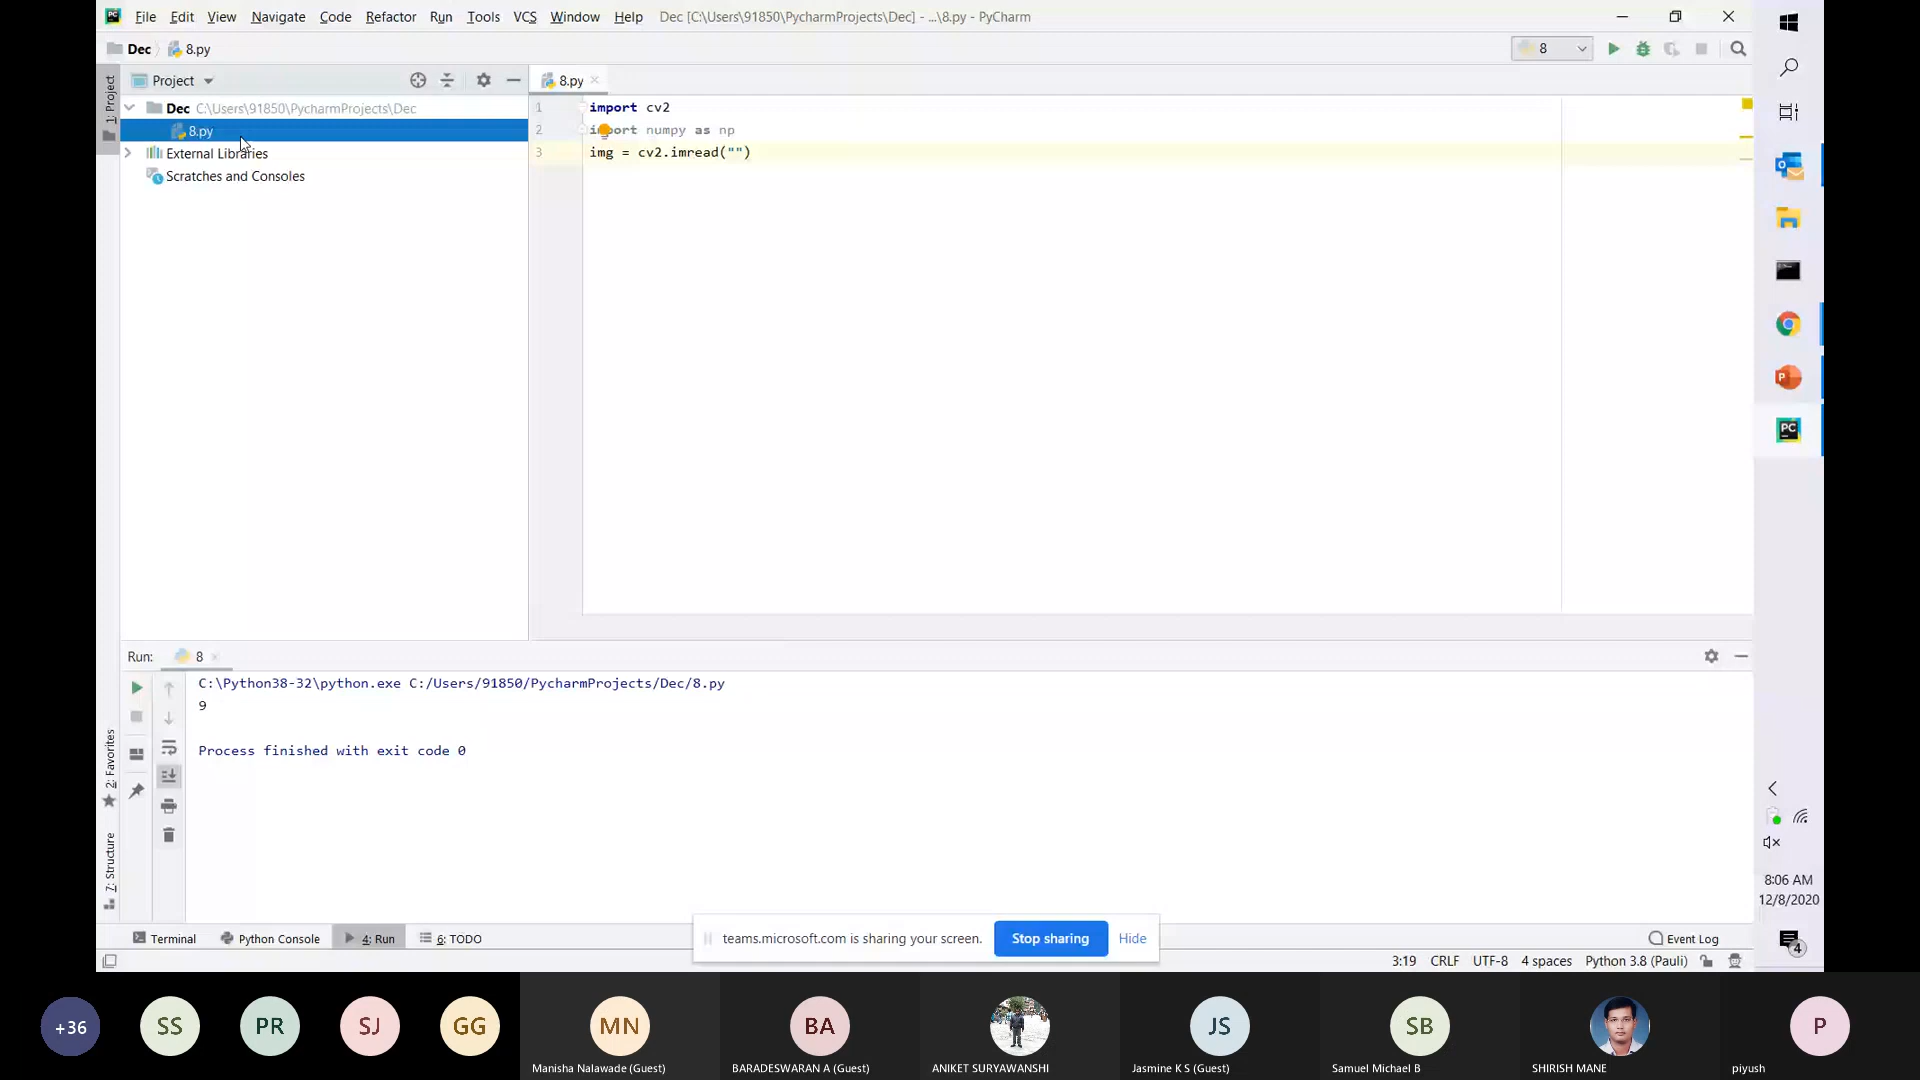 File Edit View Navigate Code Refactor Run Tools VCS Window Help Dec [C:\Users\91850\PycharmProjects\Dec] - ...\8.py - PyCharm
Dec 8.py
8
Project
8.py
1: Project
Dec C:\Users\91850\PycharmProjects\Dec
8.py
External Libraries
Scratches and Consoles
1 import cv2
2 import numpy as np
3 img = cv2.imread("")
Run: 8
C:\Python38-32\python.exe C:/Users/91850/PycharmProjects/Dec/8.py
9
Process finished with exit code 0
2: Favorites
7: Structure
8:06 AM
12/8/2020
4
Terminal Python Console 4: Run 6: TODO
teams.microsoft.com is sharing your screen. Stop sharing Hide
Event Log
3:19 CRLF UTF-8 4 spaces Python 3.8 (Pauli)
+36 SS PR SJ GG MN BA JS SB P
Manisha Nalawade (Guest) BARADESWARAN A (Guest) ANIKET SURYAWANSHI Jasmine K S (Guest) Samuel Michael B SHIRISH MANE piyush